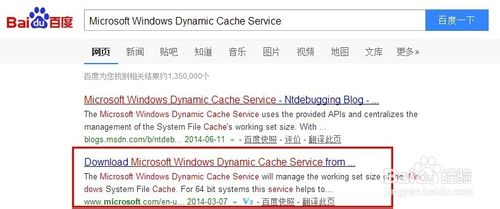 Bai du 百度
Microsoft Windows Dynamic Cache Service
百度一下
网页 新闻 贴吧 知道 音乐 图片 视频 地图 文库 更多»
百度为您找到相关结果约1,350,000个
Microsoft Windows Dynamic Cache Service - Ntdebugging Blog - ...
The Microsoft Windows Dynamic Cache Service uses the provided APIs and centralizes the
management of the System File Cache's working set size. With ...
blogs.msdn.com/b/ntdeb... 2014-06-11 - 百度快照 - 评价 - 翻译此页
Download Microsoft Windows Dynamic Cache Service from ...
The Microsoft Windows Dynamic Cache Service will manage the working set size
dows System File Cache. For 64 bit systems this service helps to...
www.microsoft.com/en-u... 2014-03-07 - V3 - 百度快照 - 翻译此页